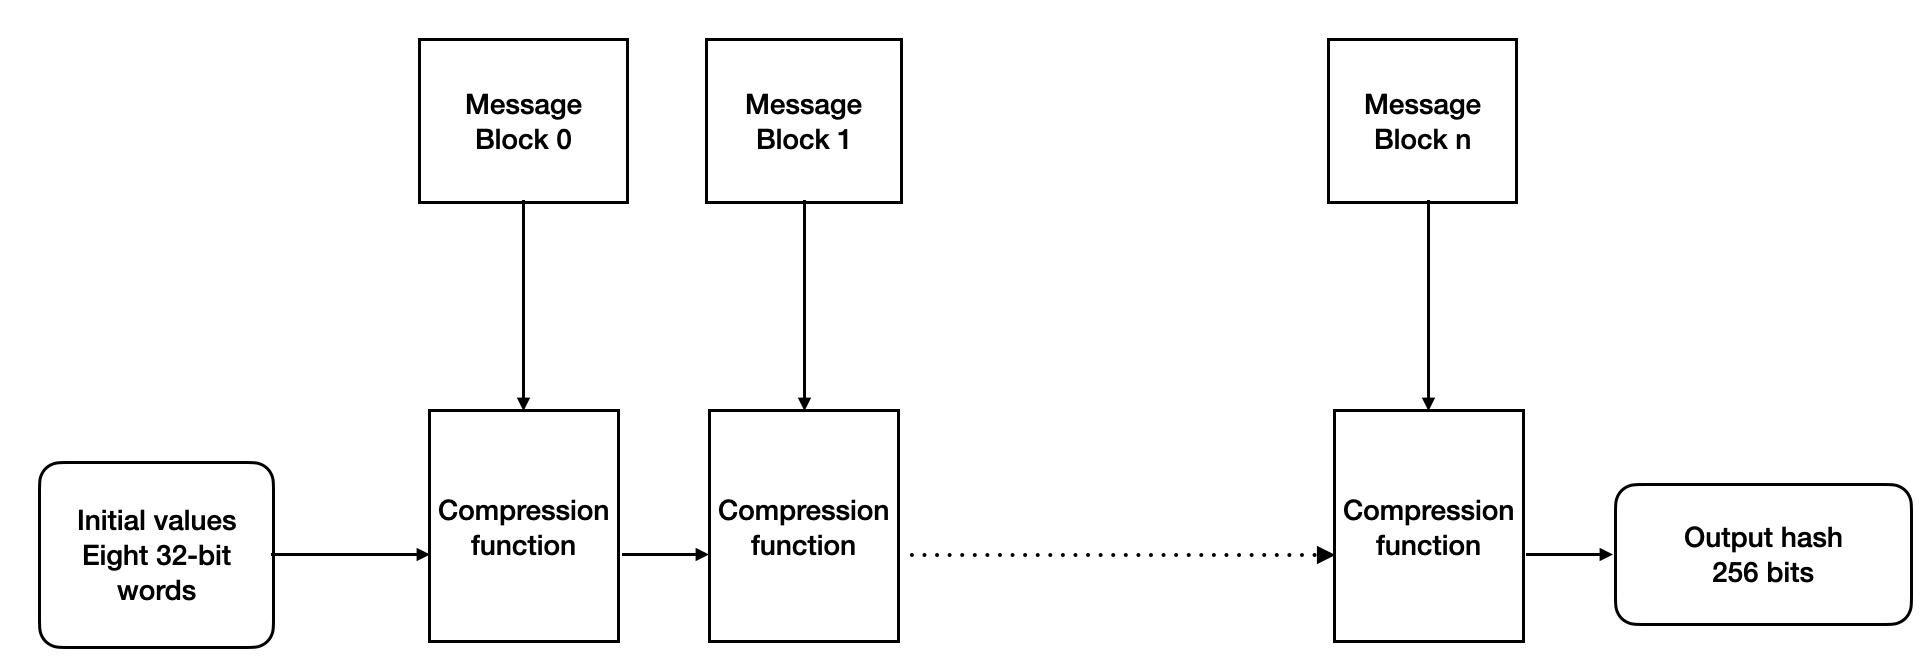 Message
Block 0
Message
Block 1
Message
Block n
Initial values
Eight 32-bit
words
Compression
function
Compression
function
Compression
function
Output hash
256 bits